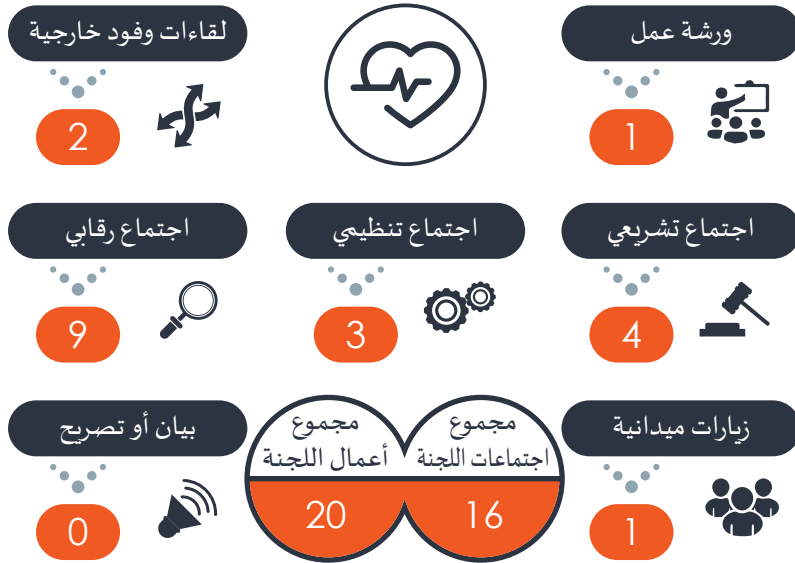 ورشة عمل
1
لقاءات وفود خارجية
2
اجتماع تشريعي
4
اجتماع تنظيمي
3
اجتماع رقابي
9
زيارات ميدانية
1
مجموع
اجتماعات اللجنة
16
مجموع
أعمال اللجنة
20
بيان أو تصريح
0